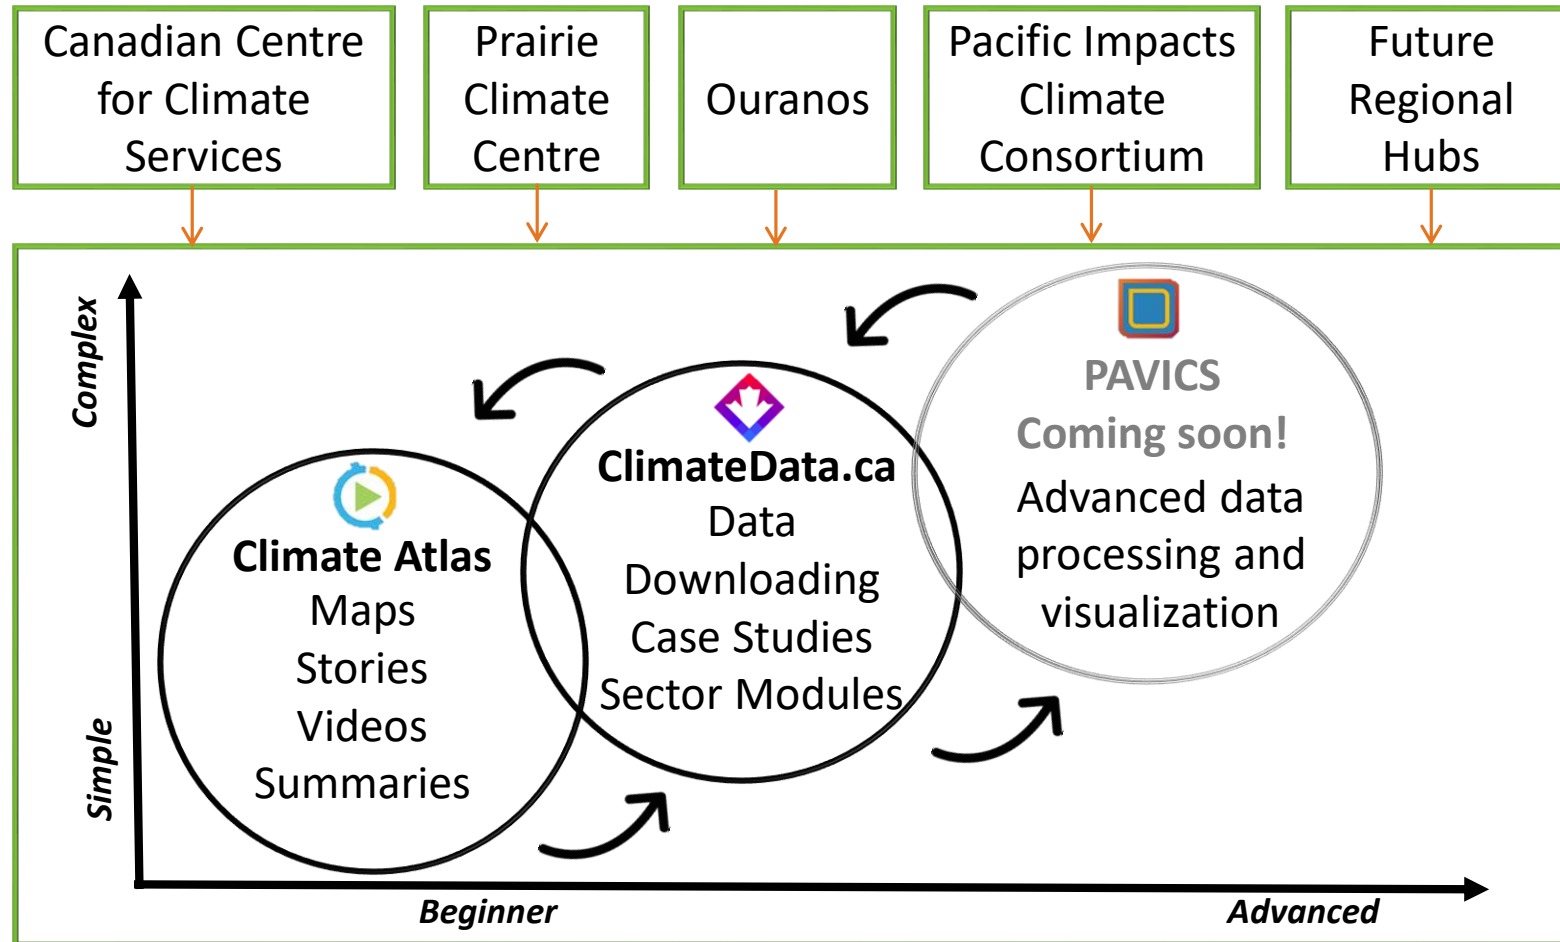 Canadian Centre
for Climate
Services
Prairie
Climate
Centre
Ouranos
Pacific Impacts
Climate
Consortium
Future
Regional
Hubs
Complex
Simple
Climate Atlas
Maps
Stories
Videos
Summaries
ClimateData.ca
Data
Downloading
Case Studies
Sector Modules
PAVICS
Coming soon!
Advanced data
processing and
visualization
Beginner
Advanced